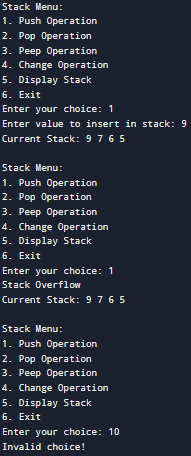 Stack Menu:
1. Push Operation
2. Pop Operation
3. Peep Operation
4. Change Operation
5. Display Stack
6. Exit
Enter your choice: 1
Enter value to insert in stack: 9
Current Stack: 9 7 6 5

Stack Menu:
1. Push Operation
2. Pop Operation
3. Peep Operation
4. Change Operation
5. Display Stack
6. Exit
Enter your choice: 1
Stack Overflow
Current Stack: 9 7 6 5

Stack Menu:
1. Push Operation
2. Pop Operation
3. Peep Operation
4. Change Operation
5. Display Stack
6. Exit
Enter your choice: 10
Invalid choice!